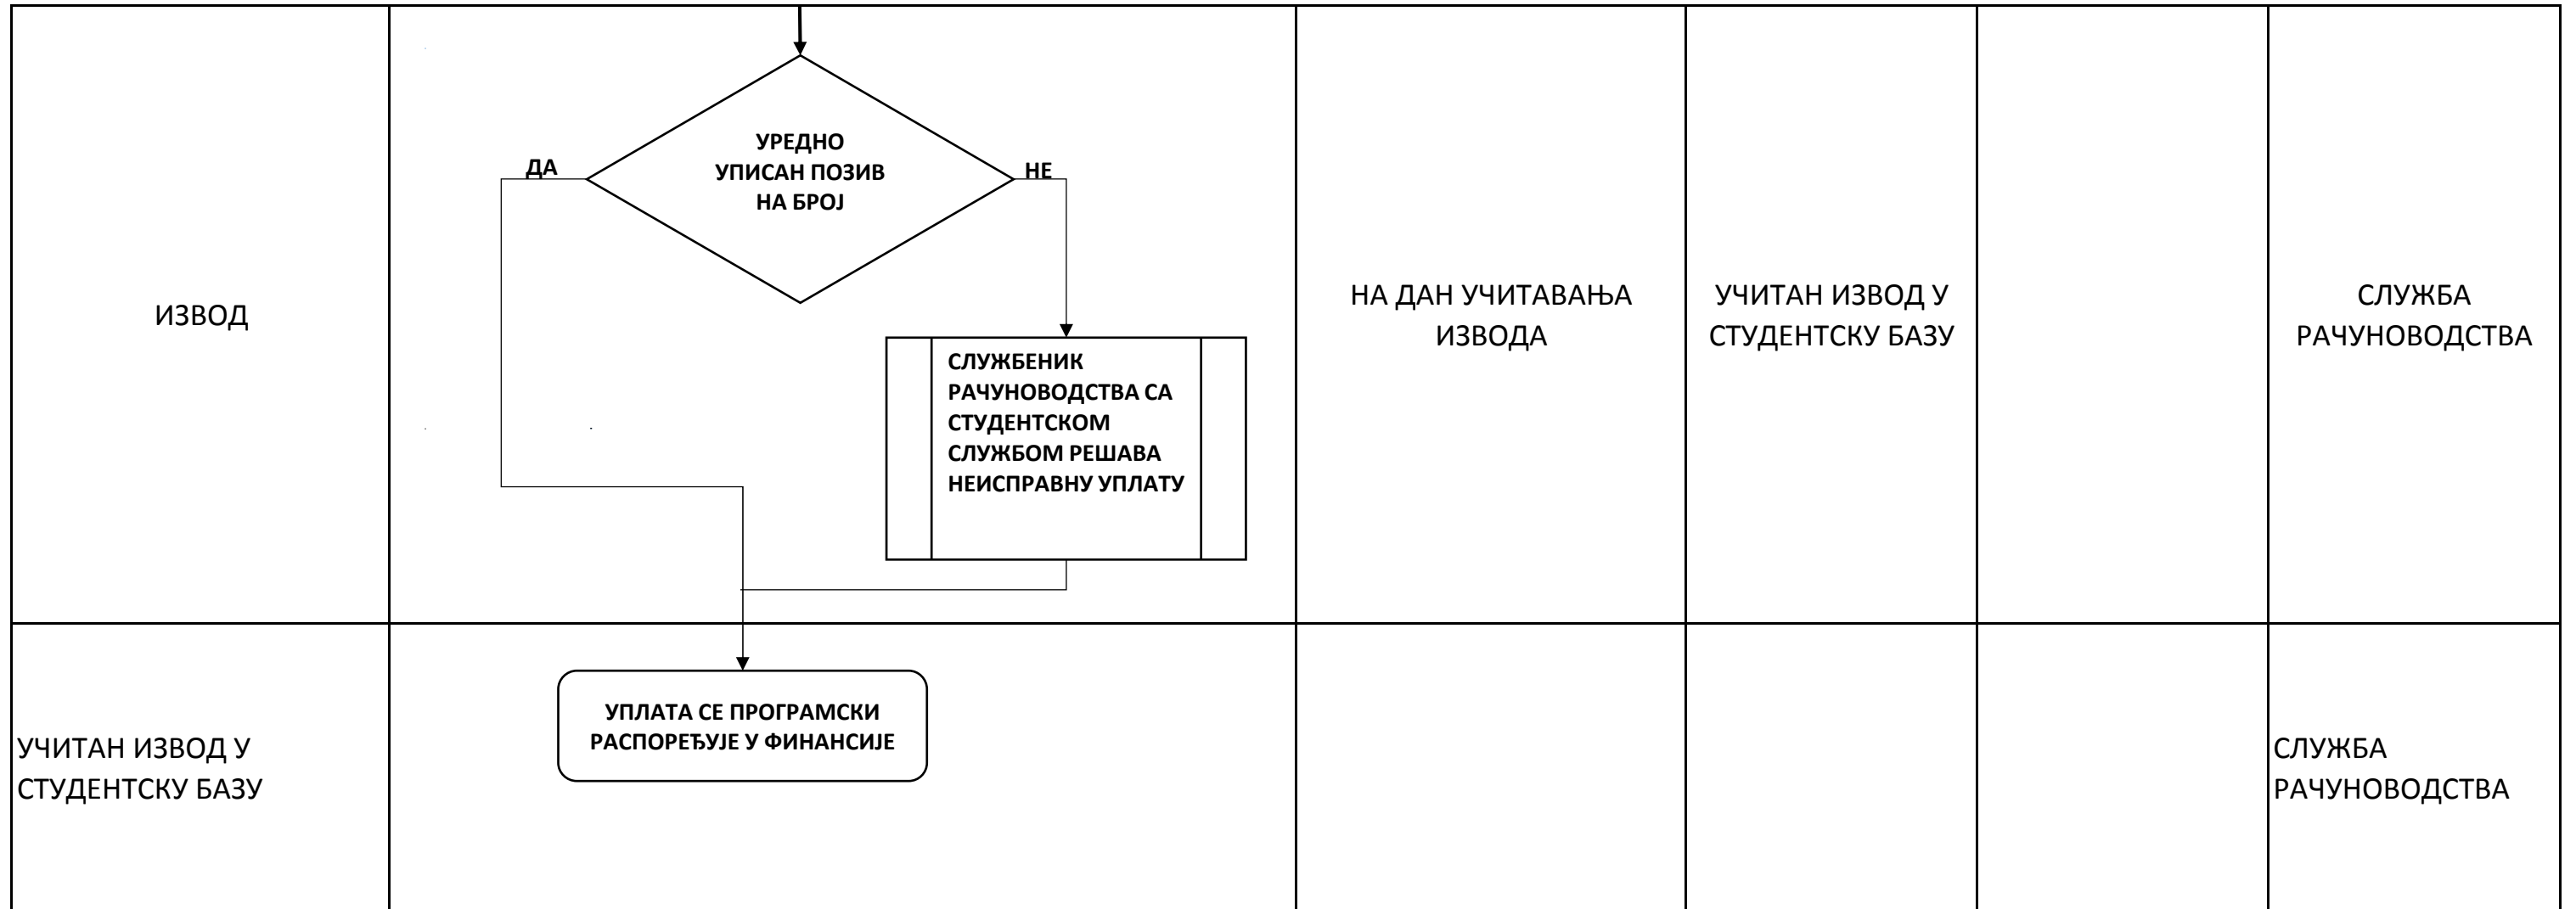 ИЗВОД
УРЕДНО
УПИСАН ПОЗИВ
НА БРОЈ
ДА
НЕ
СЛУЖБЕНИК
РАЧУНОВОДСТВА СА
СТУДЕНТСКОМ
СЛУЖБОМ РЕШАВА
НЕИСПРАВНУ УПЛАТУ
НА ДАН УЧИТАВАЊА
ИЗВОДА
УЧИТАН ИЗВОД У
СТУДЕНТСКУ БАЗУ
СЛУЖБА
РАЧУНОВОДСТВА
УЧИТАН ИЗВОД У
СТУДЕНТСКУ БАЗУ
УПЛАТА СЕ ПРОГРАМСКИ
РАСПОРЕЂУЈЕ У ФИНАНСИЈЕ
СЛУЖБА
РАЧУНОВОДСТВА